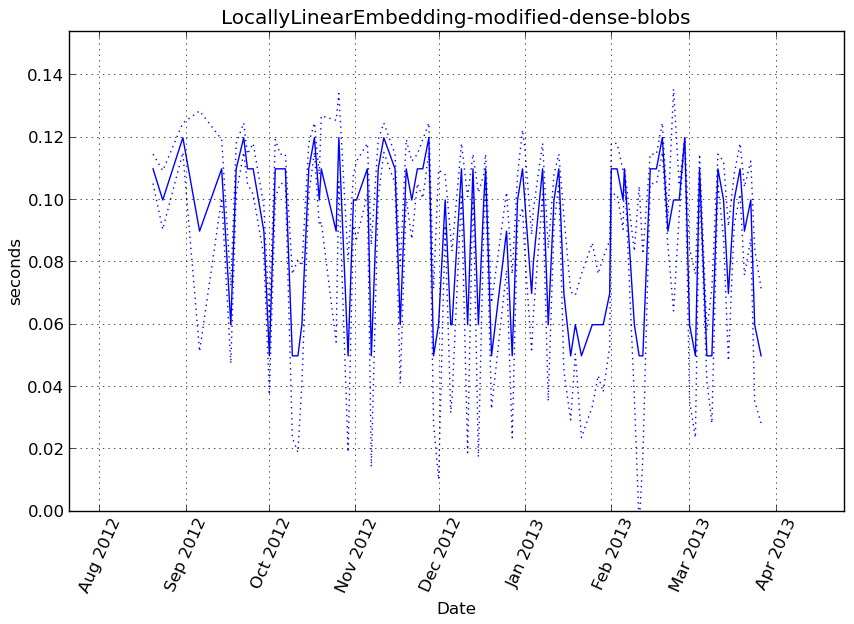 LocallyLinearEmbedding-modified-dense-blobs
0.14
0.12
0.10
0.08
0.06
0.04
0.02
0.00
seconds
Aug 2012
Sep 2012
Oct 2012
Nov 2012
Dec 2012
Jan 2013
Feb 2013
Mar 2013
Apr 2013
Date